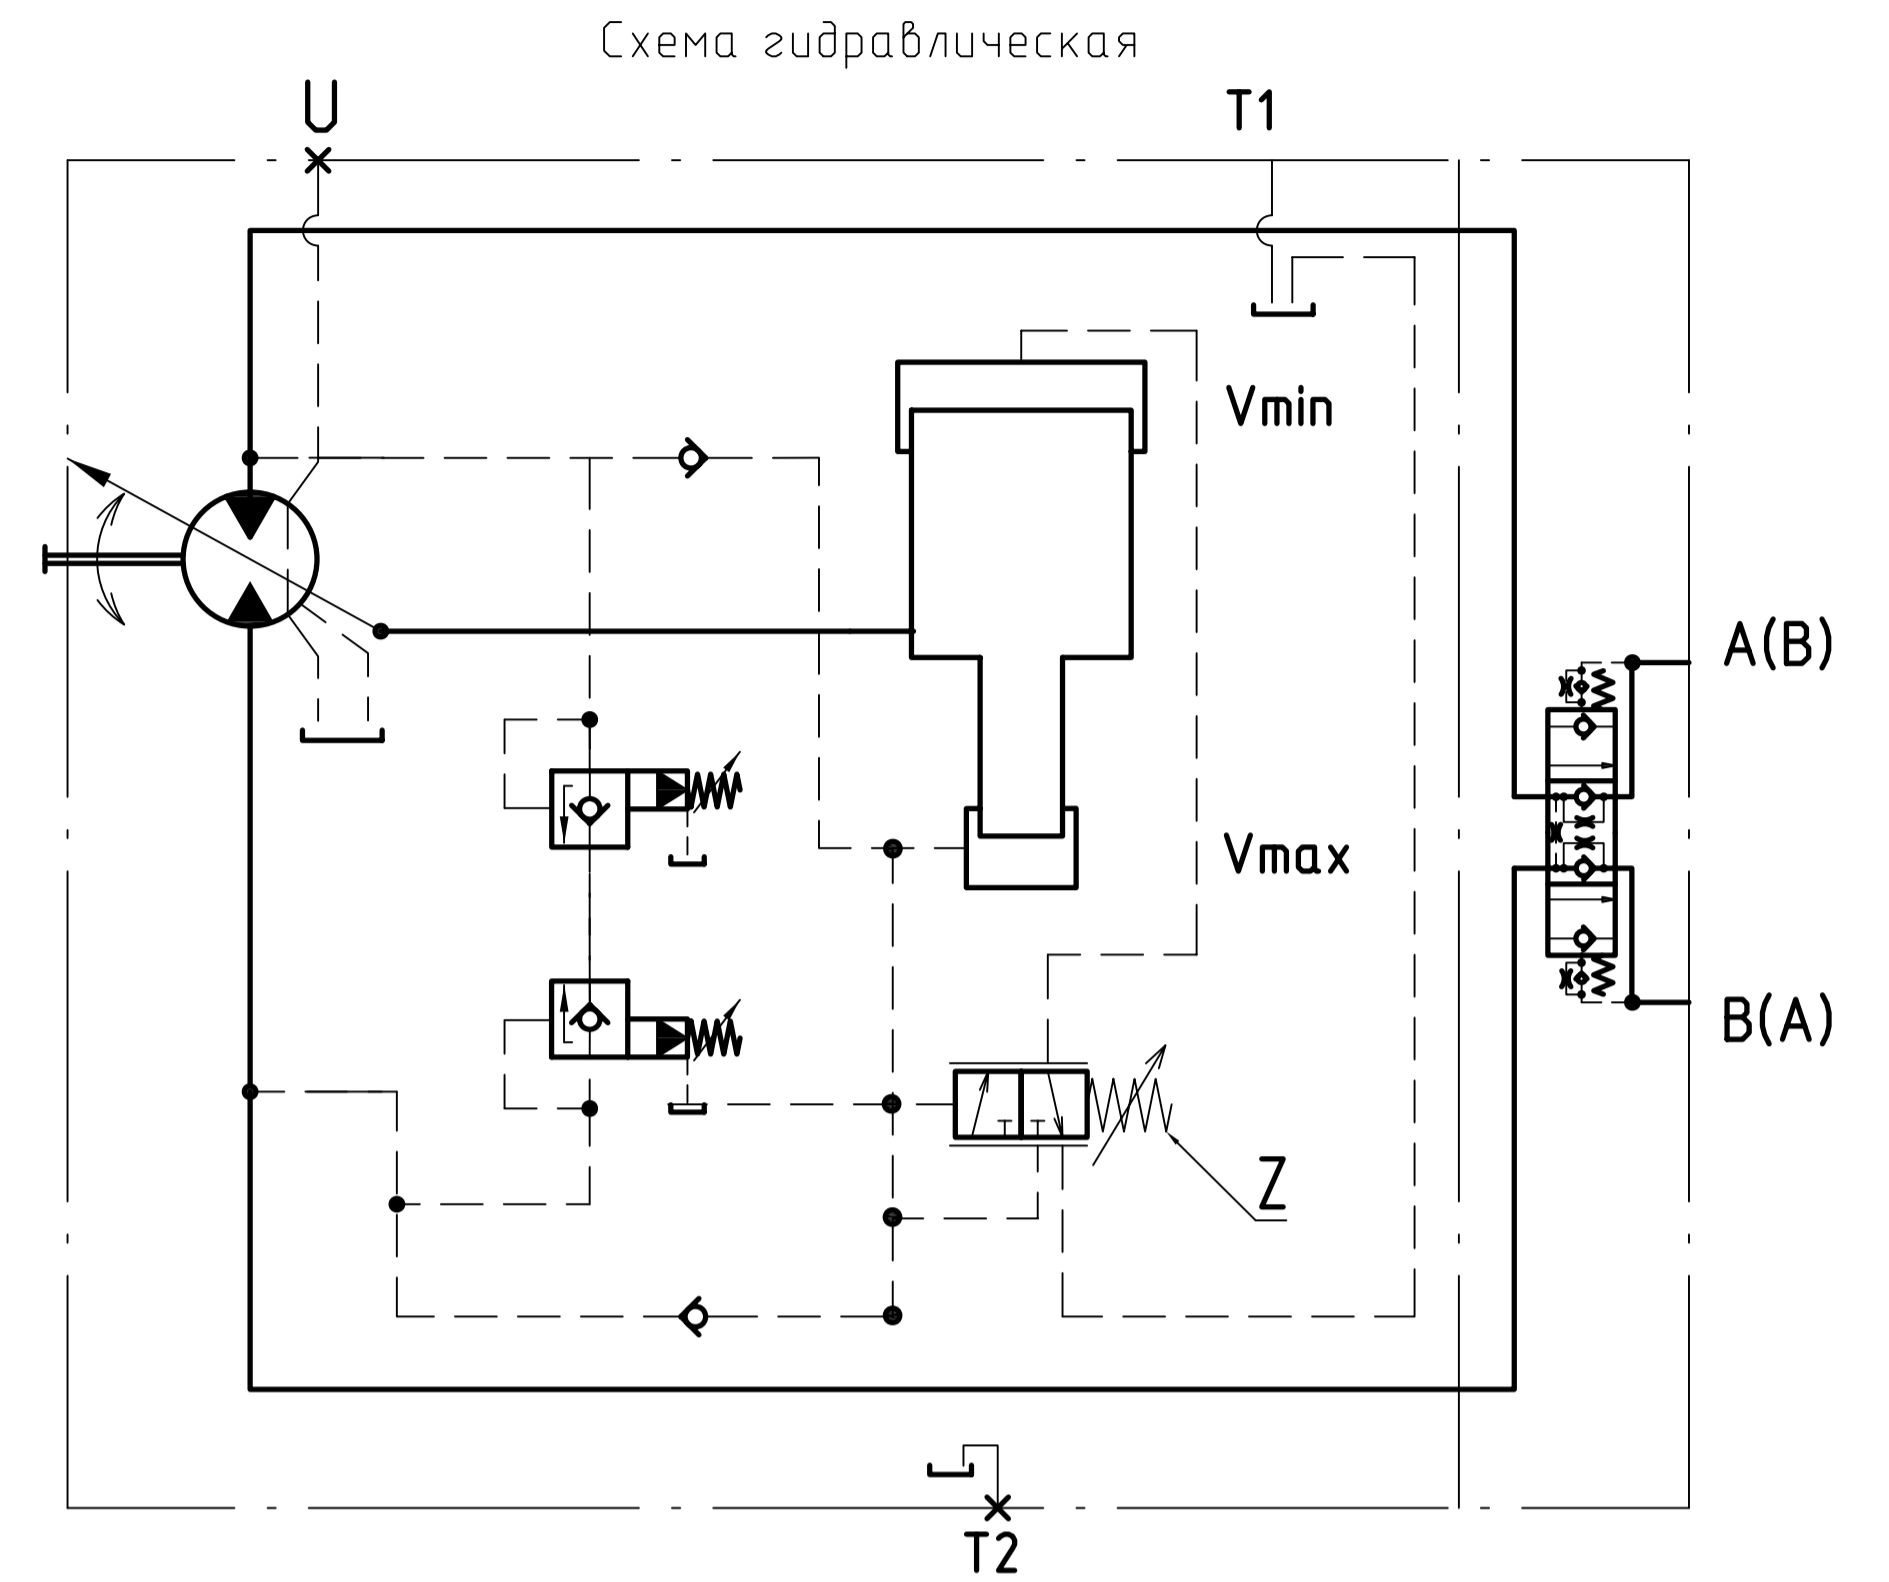 Схема гидравлическая
U
T1
Vmin
A(B)
Vmax
B(A)
Z
T2